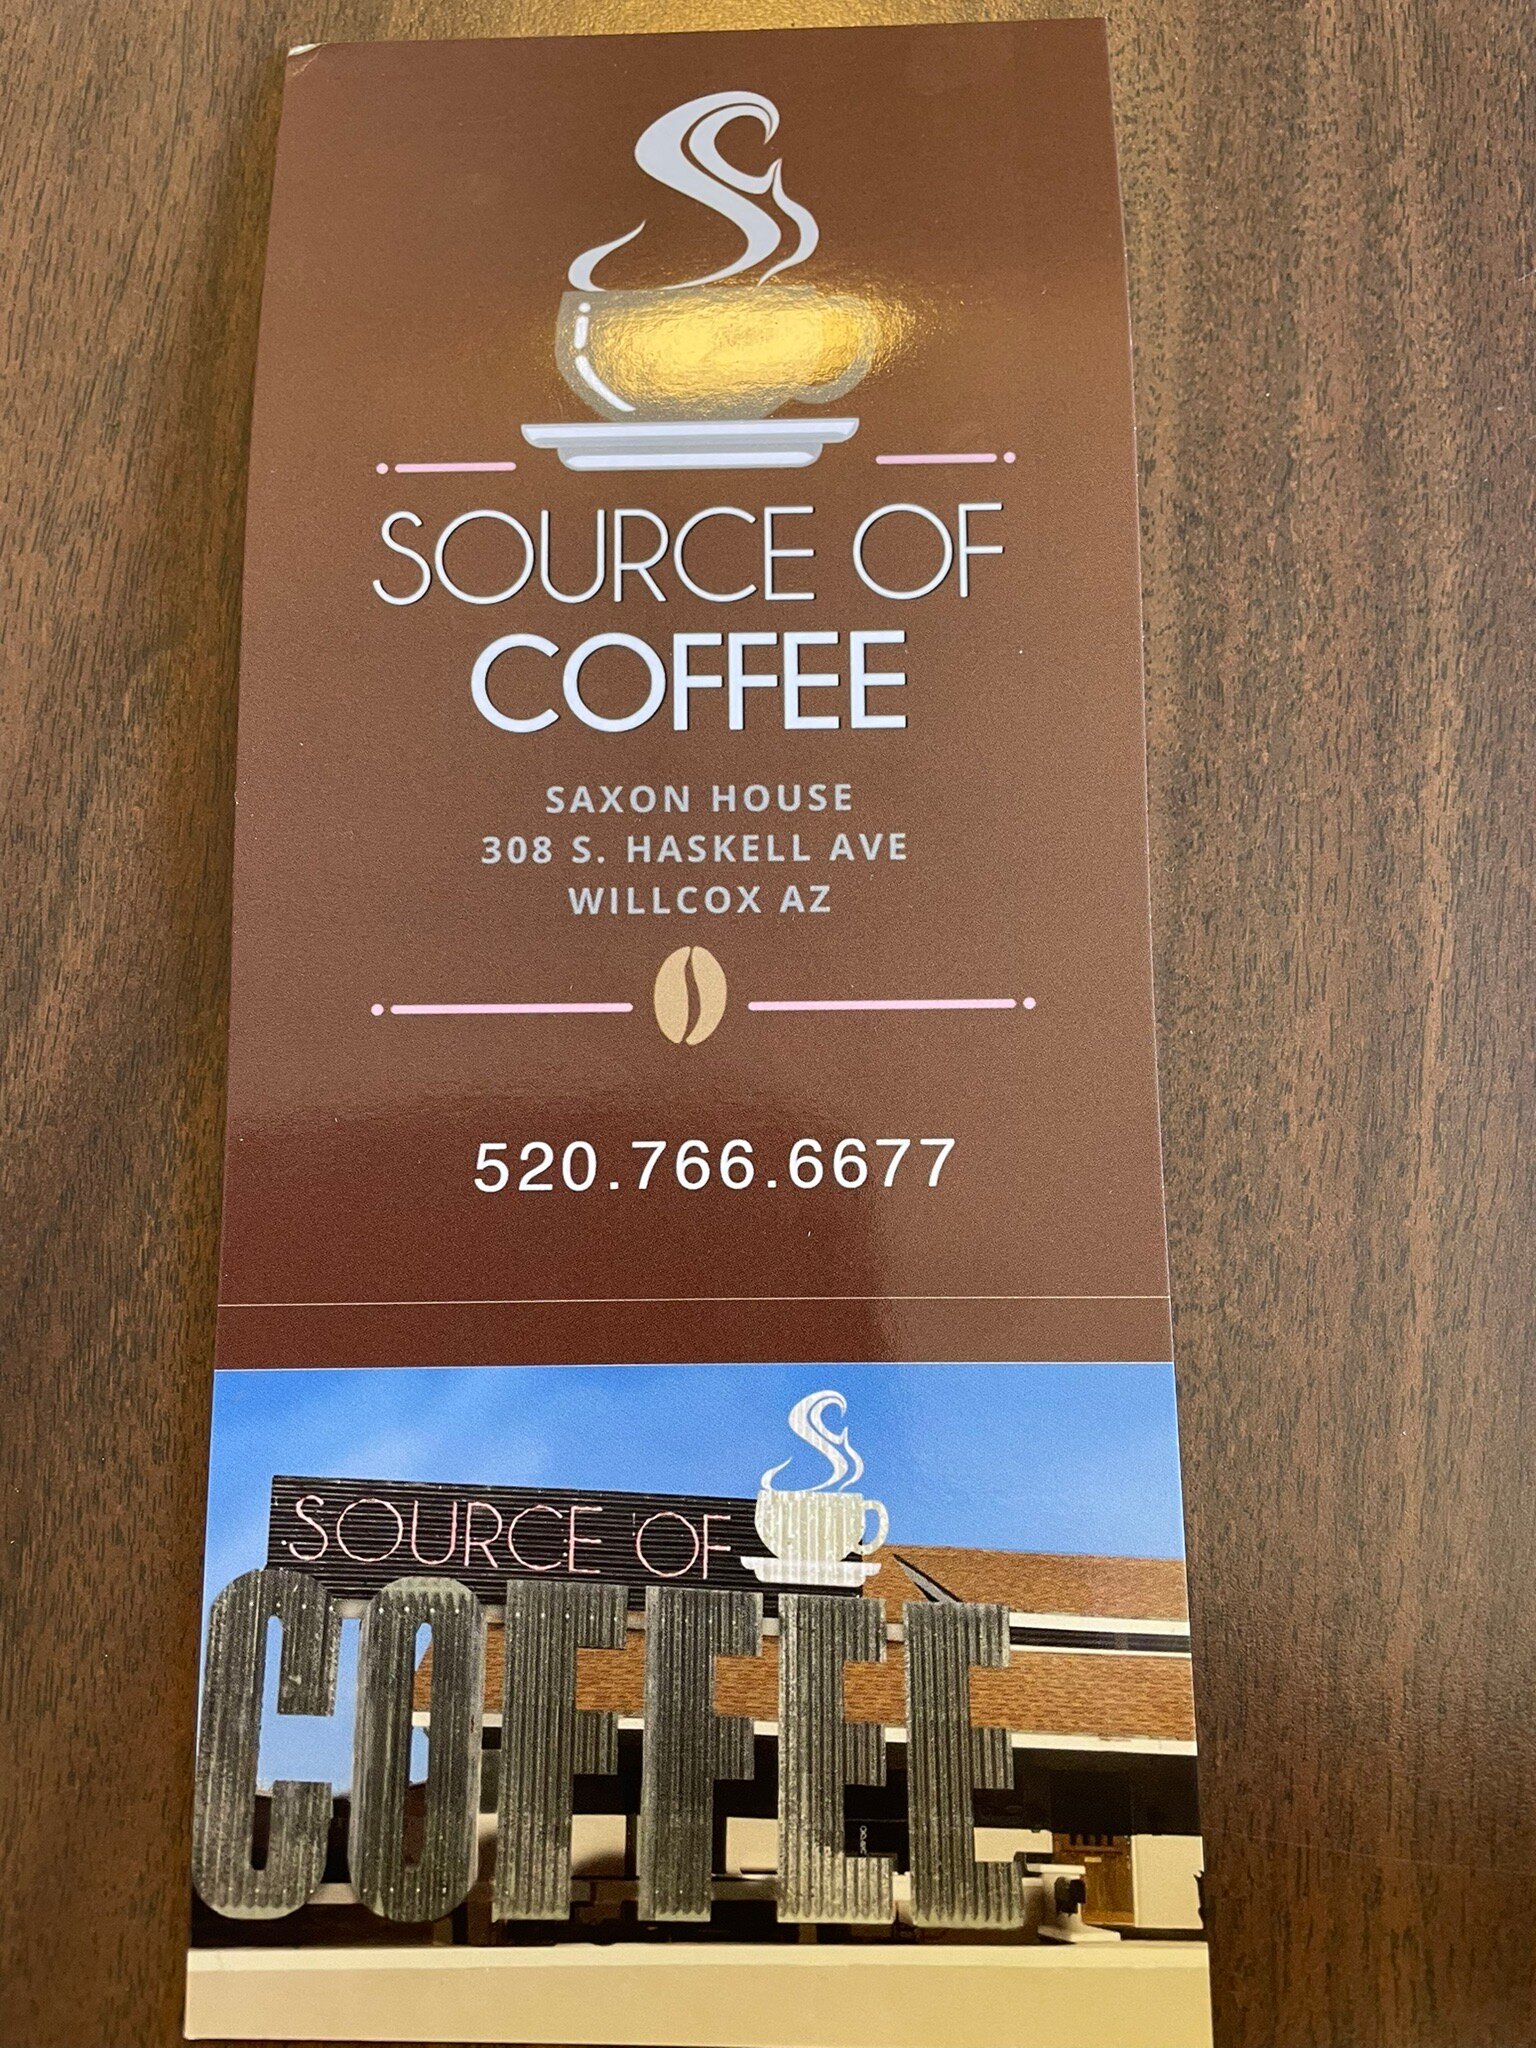 SOURCE OF
COFFEE
SAXON HOUSE
308 S. HASKELL AVE
WILLCOX AZ
520.766.6677
SOURCE OF
COFFEE